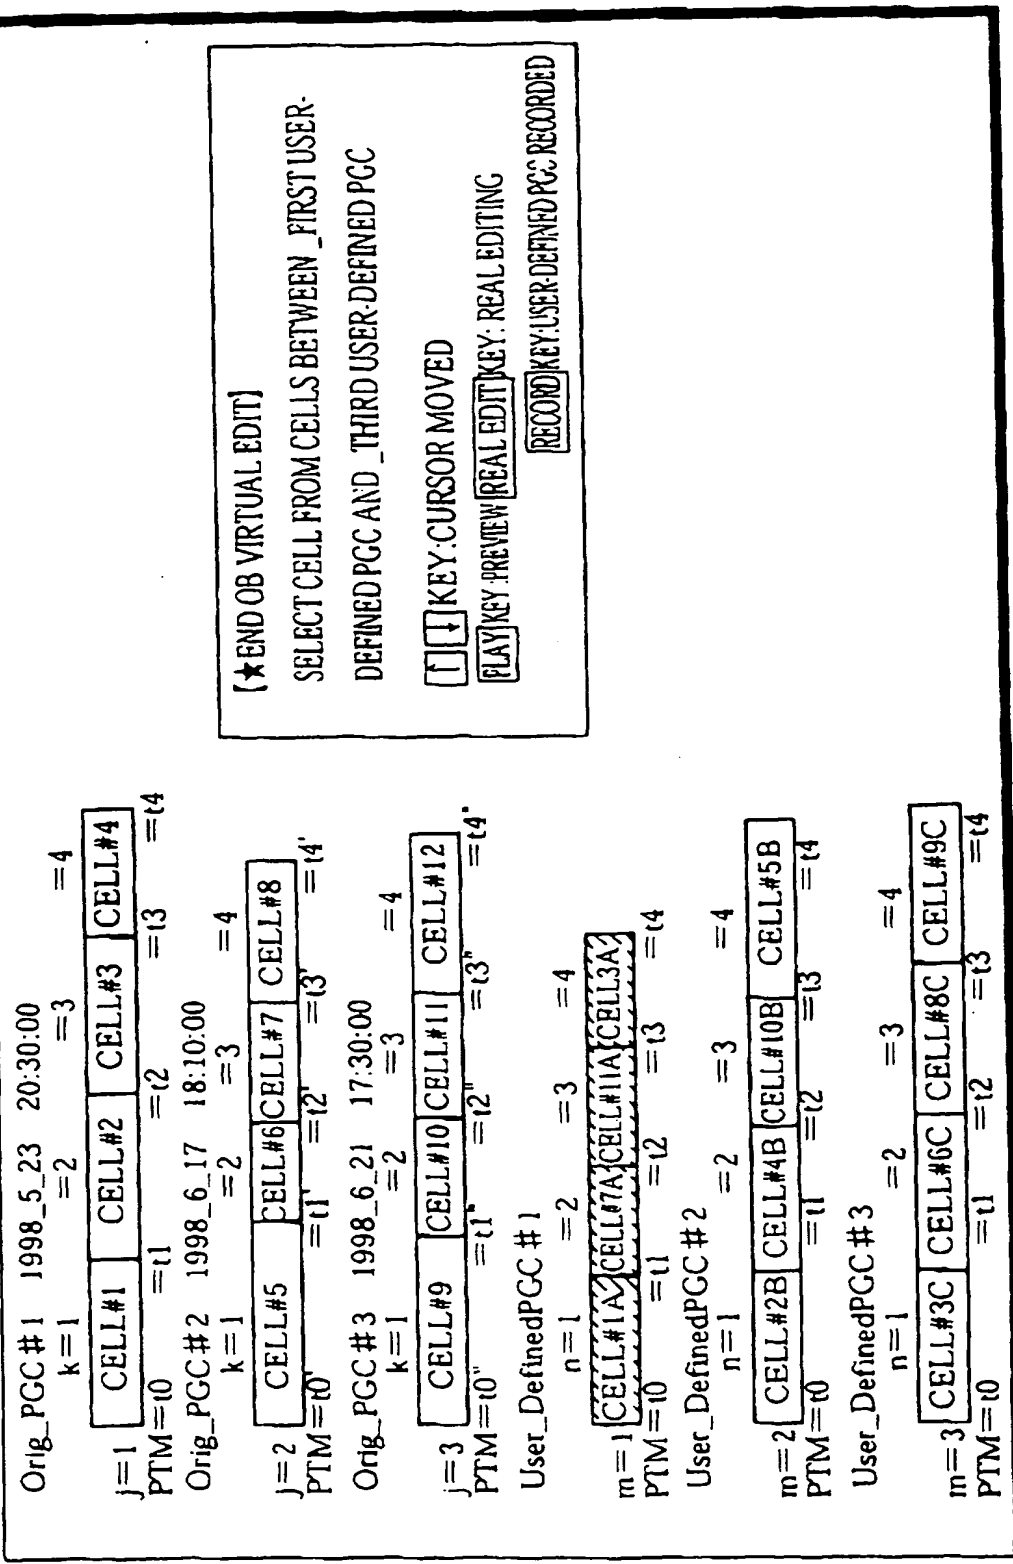 Orig_PGC#1 1998_5_23 20:30:00
k=1 =2 =3 =4
j=1 CELL#1 CELL#2 CELL#3 CELL#4
PTM=t0 =t1 =t2 =t3 =t4
Orig_PGC#2 1998_6_17 18:10:00
k=1 =2 =3 =4
j=2 CELL#5 CELL#6 CELL#7 CELL#8
PTM=t0' =t1' =t2' =t3' =t4'
Orig_PGC#3 1998_6_21 17:30:00
k=1 =2 =3 =4
j=3 CELL#9 CELL#10 CELL#11 CELL#12
PTM=t0" =t1" =t2" =t3" =t4"
User_DefinedPGC#1
n=1 =2 =3 =4
m=1 CELL#1A CELL#7A CELL#11A CELL3A
PTM=t0 =t1 =t2 =t3 =t4
User_DefinedPGC#2
n=1 =2 =3 =4
m=2 CELL#2B CELL#4B CELL#10B CELL#5B
PTM=t0 =t1 =t2 =t3 =t4
User_DefinedPGC#3
n=1 =2 =3 =4
m=3 CELL#3C CELL#6C CELL#8C CELL#9C
PTM=t0 =t1 =t2 =t3 =t4
[★END OB VIRTUAL EDIT]
SELECT CELL FROM CELLS BETWEEN _FIRST USER-
DEFINED PGC AND _THIRD USER-DEFINED PGC
↑ ↓ KEY:CURSOR MOVED
PLAY KEY:PREVIEW REAL EDIT KEY: REAL EDITING
RECORD KEY:USER-DEFINED PGC RECORDED